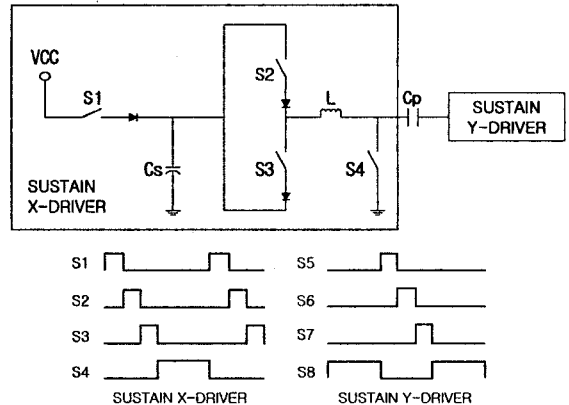 VCC
S1
S2
L
Cp
SUSTAIN
Y-DRIVER
Cs
S3
S4
SUSTAIN
X-DRIVER
S1
S5
S2
S6
S3
S7
S4
S8
SUSTAIN X-DRIVER
SUSTAIN Y-DRIVER